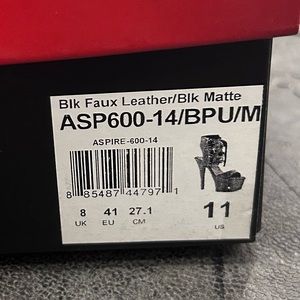 Blk Faux Leather/Blk Matte
ASP600-14/BPU/M
ASPIRE-600-14
8 85487 44797 1
8 41 27.1 11
UK EU CM US